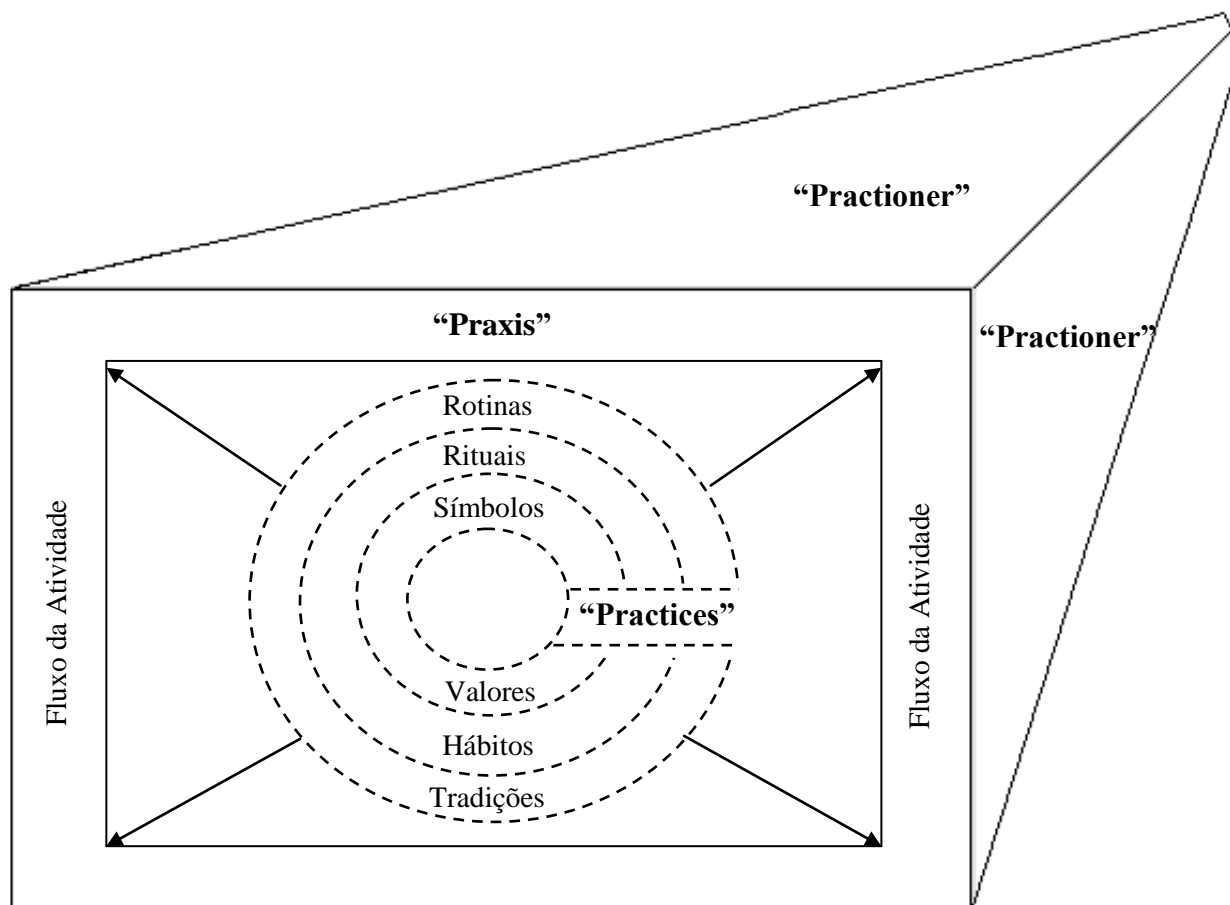 “Practioner”
“Praxis”
“Practioner”
Rotinas
Rituais
Símbolos
Fluxo da Atividade
Fluxo da Atividade
“Practices”
Valores
Hábitos
Tradições